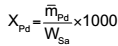 X_Pd = m̅_Pd / W_Sa × 1000